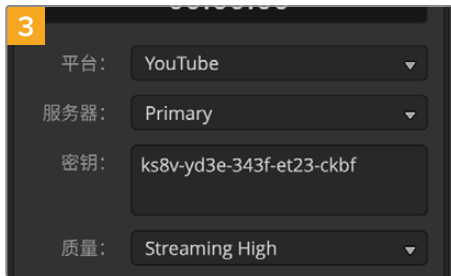 3
平台： YouTube
服务器： Primary
密钥： ks8v-yd3e-343f-et23-ckbf
质量： Streaming High